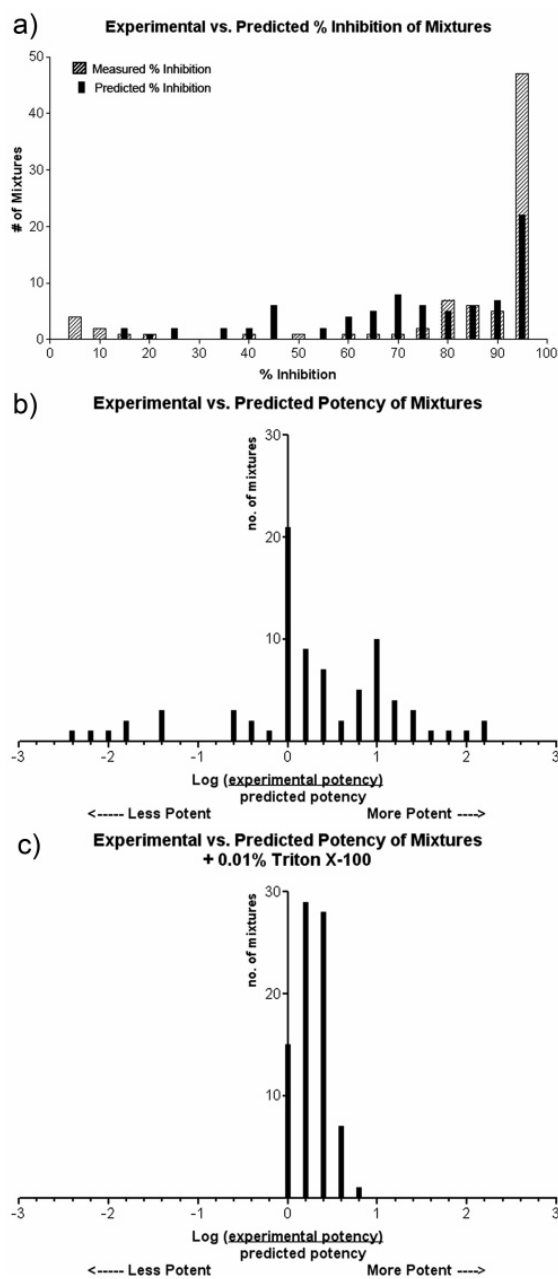 a)
Experimental vs. Predicted % Inhibition of Mixtures
50
40
30
20
10
0
# of Mixtures
Measured % Inhibition
Predicted % Inhibition
0 10 20 30 40 50 60 70 80 90 100
% Inhibition
b)
Experimental vs. Predicted Potency of Mixtures
30
20
10
no. of mixtures
-3 -2 -1 0 1 2 3
Log (experimental potency)
predicted potency
<----- Less Potent More Potent ---->
c)
Experimental vs. Predicted Potency of Mixtures
+ 0.01% Triton X-100
30
20
10
no. of mixtures
-3 -2 -1 0 1 2 3
Log (experimental potency)
predicted potency
<----- Less Potent More Potent ---->